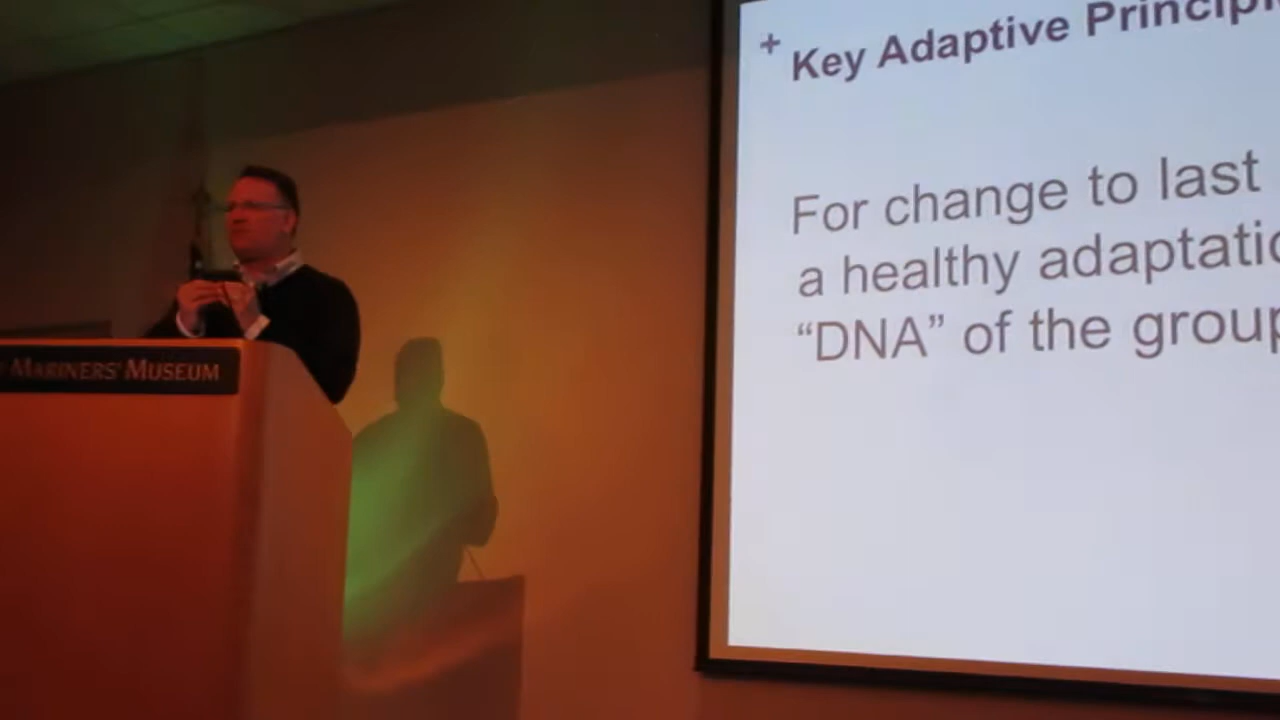 MARINERS' MUSEUM
+ Key Adaptive
For change to last
a healthy
"DNA" of the